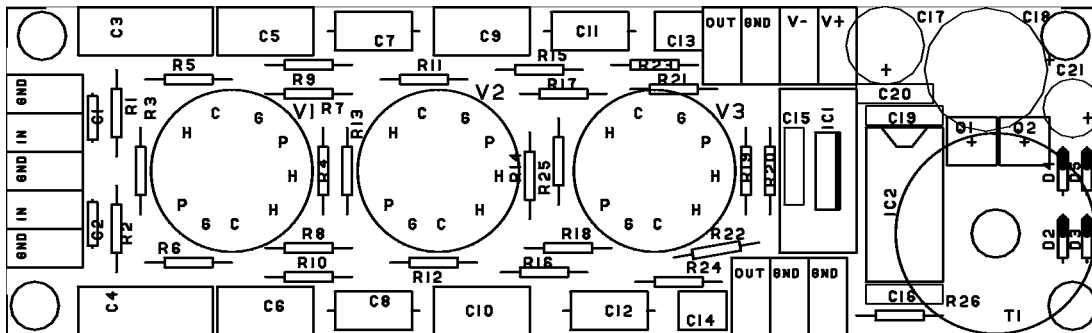 C3
C5
C7
C9
C11
C13
OUT
GND
V-
V+
C17
C18
R5
R9
R11
R15
R23
R21
C21
GND
C1
R1
R3
R7
V1
R13
V2
R17
V3
C15
IC1
C20
C19
Q1
Q2
IN
C
G
H
P
H
H
P
G
C
R4
C
G
H
P
H
H
P
G
C
R14
R25
C
G
H
P
H
H
P
G
C
R19
R20
D4
D5
GND
IC2
IN
C2
R2
R22
D2
D3
GND
R6
R8
R18
R10
R12
R16
R24
OUT
GND
GND
C4
C6
C8
C10
C12
C14
C16
R26
T1